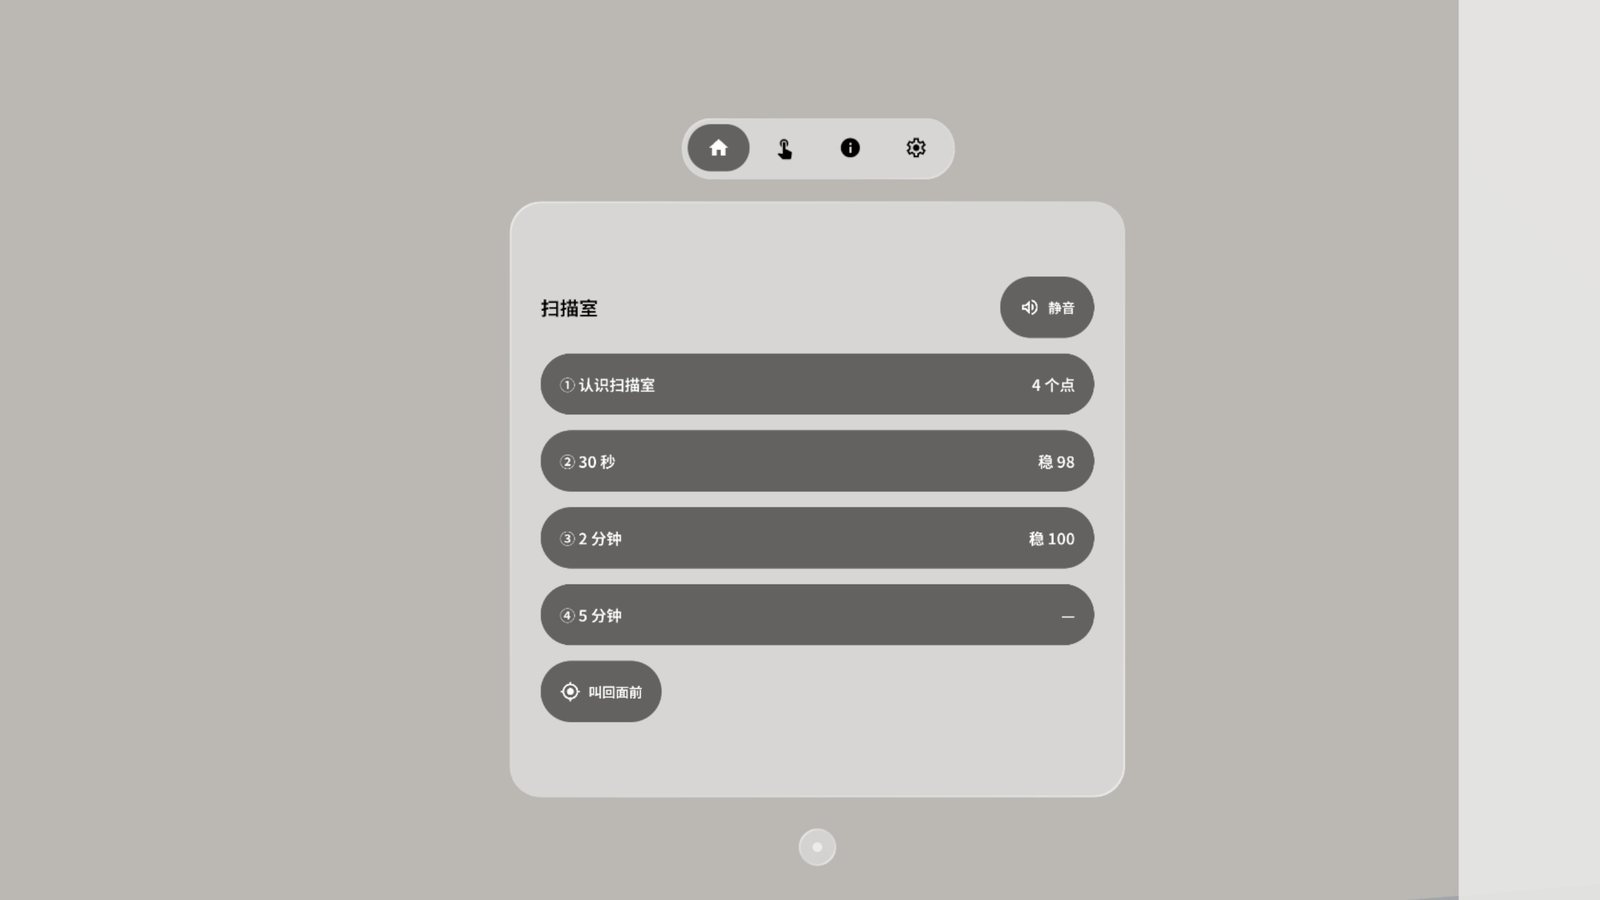 扫描室
静音
① 认识扫描室 4 个点
② 30 秒 稳 98
③ 2 分钟 稳 100
④ 5 分钟 —
叫回面前